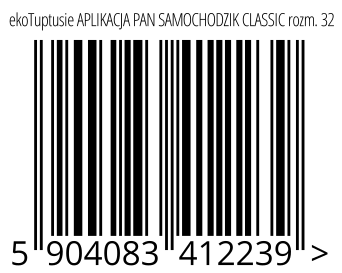 ekoTuptusie APLIKACJA PAN SAMOCHODZIK CLASSIC rozm. 32
5 904083 412239 >